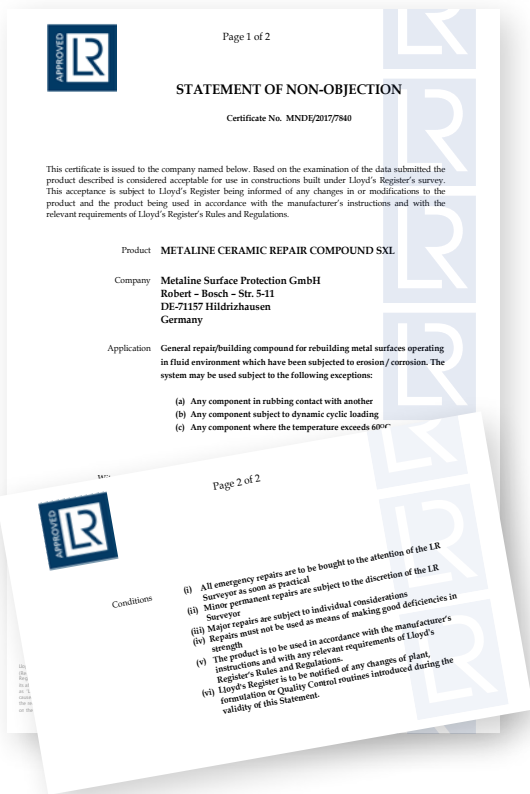 APPROVED
LR
Page 1 of 2
STATEMENT OF NON-OBJECTION
Certificate No. MNDE/2017/7840
This certificate is issued to the company named below. Based on the examination of the data submitted the
product described is considered acceptable for use in constructions built under Lloyd's Register's survey.
This acceptance is subject to Lloyd's Register being informed of any changes in or modifications to the
product and the product being used in accordance with the manufacturer's instructions and with the
relevant requirements of Lloyd's Register's Rules and Regulations.
Product METALINE CERAMIC REPAIR COMPOUND SXL
Company Metaline Surface Protection GmbH
Robert – Bosch – Str. 5-11
DE-71157 Hildrizhausen
Germany
Application General repair/building compound for rebuilding metal surfaces operating
in fluid environment which have been subjected to erosion / corrosion. The
system may be used subject to the following exceptions:
(a) Any component in rubbing contact with another
(b) Any component subject to dynamic cyclic loading
(c) Any component where the temperature exceeds 60°C
APPROVED
LR
Page 2 of 2
Conditions (i) All emergency repairs are to be bought to the attention of the LR
Surveyor as soon as practical
(ii) Minor permanent repairs are subject to the discretion of the LR
Surveyor
(iii) Major repairs are subject to individual considerations
(iv) Repairs must not be used as means of making good deficiencies in
strength
(v) The product is to be used in accordance with the manufacturer's
instructions and with any relevant requirements of Lloyd's
Register's Rules and Regulations.
(vi) Lloyd's Register is to be notified of any changes of plant,
formulation or Quality Control routines introduced during the
validity of this Statement.